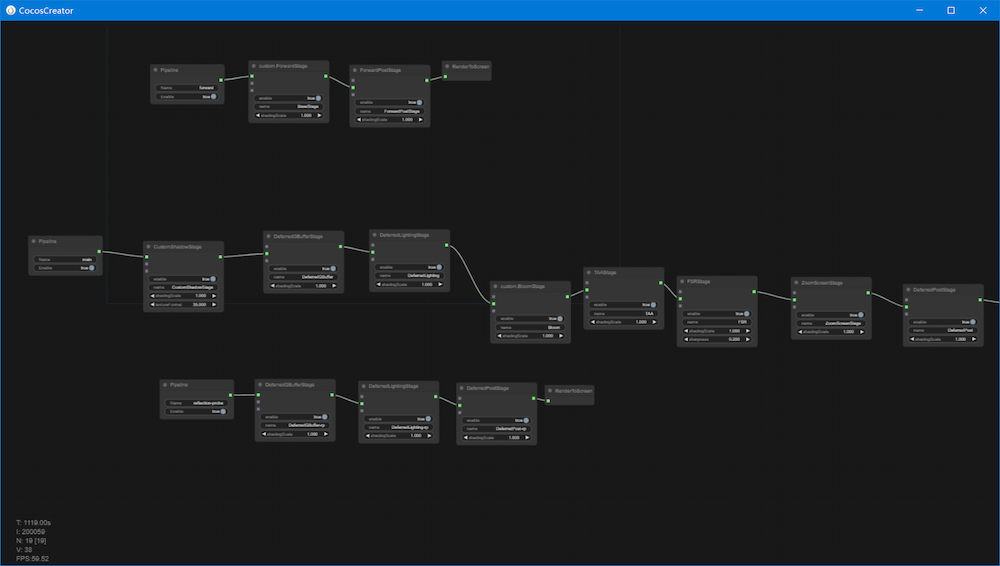 CocosCreator
Pipeline
Name forward
Enable true
custom.ForwardStage
enable true
name
shadingScale 1.000
ForwardPostStage
enable true
name ForwardPostStage
shadingScale 1.000
RenderToScreen
Pipeline
Name main
Enable true
CustomShadowStage
enable true
name CustomShadowStage
shadingScale 1.000
DeferredGBufferStage
enable true
name DeferredGBuffer
shadingScale 1.000
DeferredLightingStage
enable true
name DeferredLighting
shadingScale 1.000
custom.BloomStage
enable true
name Bloom
shadingScale 1.000
TAAStage
enable true
name TAA
shadingScale 1.000
FSRStage
enable true
name FSR
shadingScale 1.000
sharpness 0.200
ZoomScreenStage
enable true
name ZoomScreenStage
shadingScale 1.000
DeferredPostStage
enable true
name DeferredPost
shadingScale 1.000
Pipeline
Name reflection-probe
Enable true
DeferredGBufferStage
enable true
name DeferredGBuffer-rp
shadingScale 1.000
DeferredLightingStage
enable true
name DeferredLighting-rp
shadingScale 1.000
DeferredPostStage
enable true
name DeferredPost-rp
shadingScale 1.000
RenderToScreen
T: 1119.00s
I: 200059
N: 19 [19]
V: 38
FPS:59.52